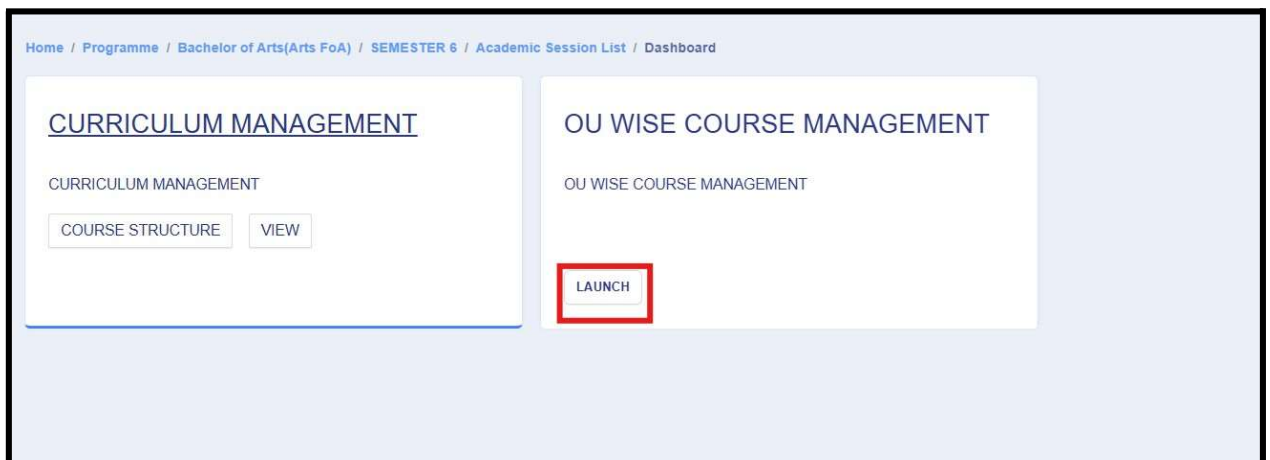 Home / Programme / Bachelor of Arts(Arts FoA) / SEMESTER 6 / Academic Session List / Dashboard
CURRICULUM MANAGEMENT
CURRICULUM MANAGEMENT
COURSE STRUCTURE
VIEW
OU WISE COURSE MANAGEMENT
OU WISE COURSE MANAGEMENT
LAUNCH